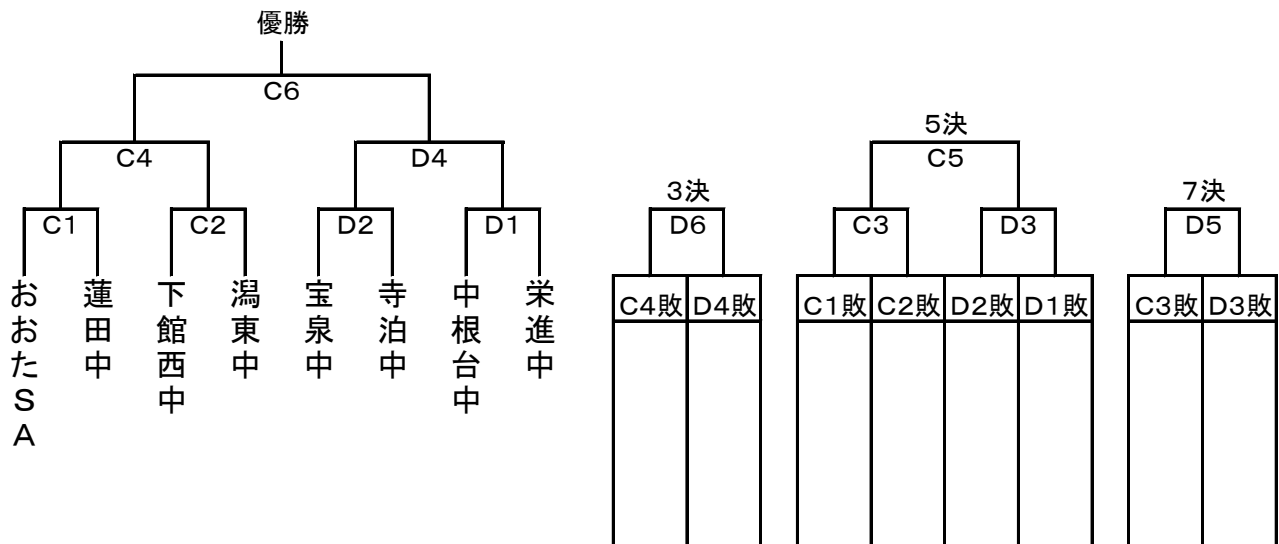 優勝
C6
C4
D4
C1
C2
D2
D1
おおたSA
蓮田中
下館西中
潟東中
宝泉中
寺泊中
中根台中
栄進中
3決
D6
C4敗
D4敗
5決
C5
C3
D3
C1敗
C2敗
D2敗
D1敗
7決
D5
C3敗
D3敗